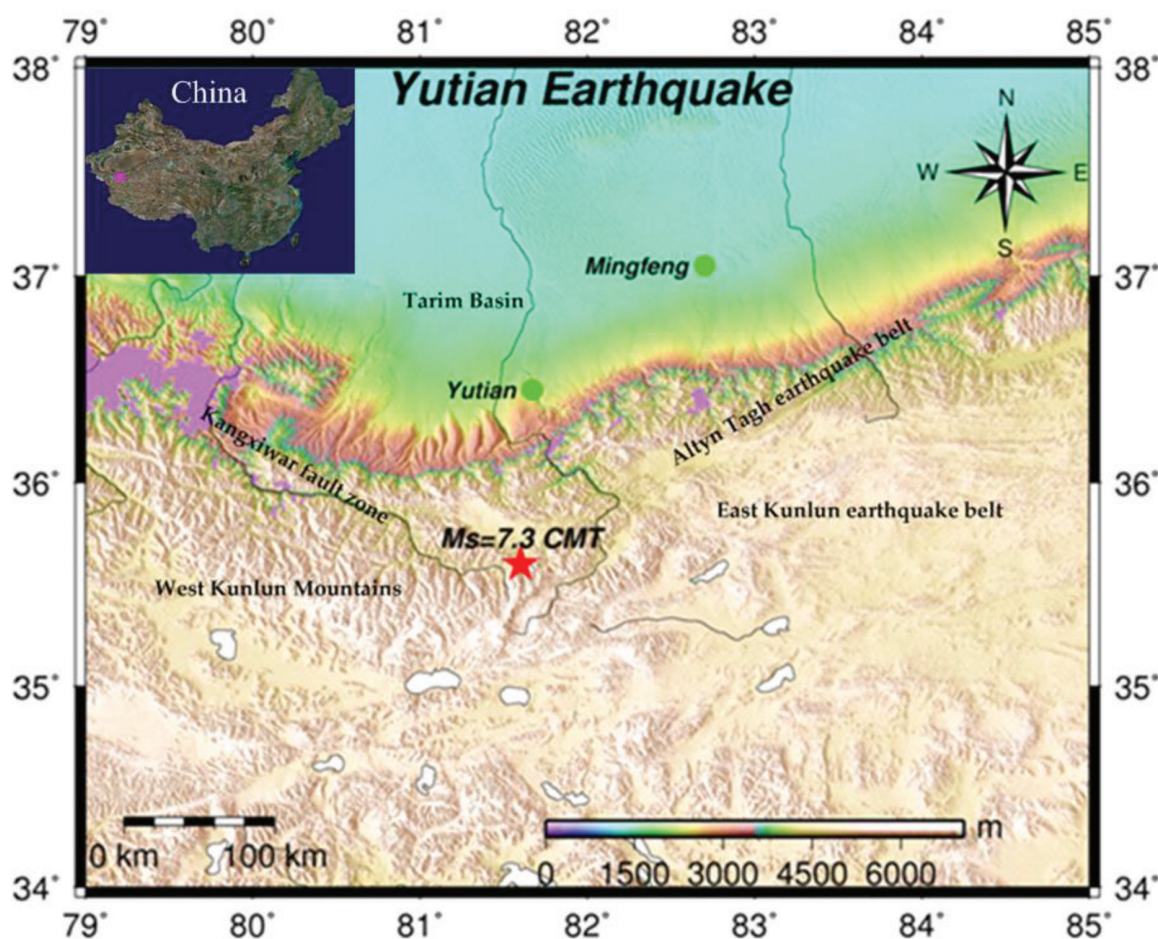 79° 80° 81° 82° 83° 84° 85°
38° 38°
China
Yutian Earthquake
N
W E
S
37° 37°
Mingfeng
Tarim Basin
Yutian
Altyn Tagh earthquake belt
Kangxiwar fault zone
36° 36°
East Kunlun earthquake belt
Ms=7.3 CMT
West Kunlun Mountains
35° 35°
m
0 km 100 km
0 1500 3000 4500 6000
34° 34°
79° 80° 81° 82° 83° 84° 85°